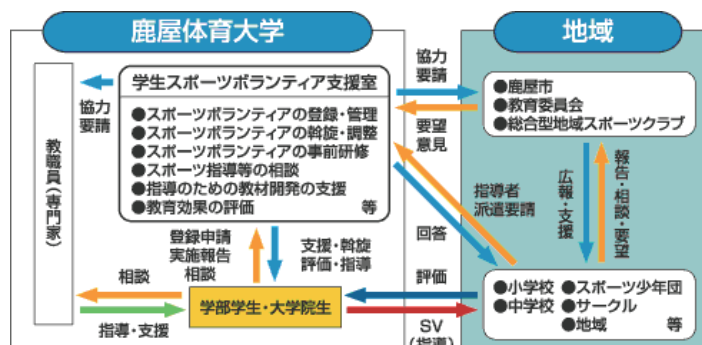 鹿屋体育大学
地域
学生スポーツボランティア支援室
●スポーツボランティアの登録・管理
●スポーツボランティアの斡旋・調整
●スポーツボランティアの事前研修
●スポーツ指導等の相談
●指導のための教材開発の支援
●教育効果の評価 等
協力
要請
教職員(専門家)
協力
要請
要望
意見
●鹿屋市
●教育委員会
●総合型地域スポーツクラブ
指導者
派遣要請
広報・支援
報告・相談・要望
回答
登録申請
実施報告
相談
支援・斡旋
評価・指導
相談
指導・支援
学部学生・大学院生
評価
SV
(指導)
●小学校 ●スポーツ少年団
●中学校 ●サークル
●地域 等